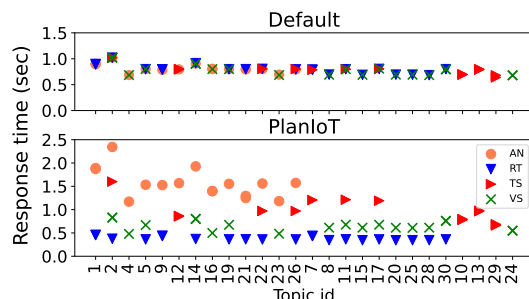 Default
Response time (sec)
1.5
1.0
0.5
0.0
PlanIoT
2.5
2.0
1.5
1.0
0.5
0.0
AN
RT
TS
VS
1 2 4 5 9 12 14 16 19 21 22 23 26 7 8 11 15 17 20 25 28 30 10 13 29 24
Topic id